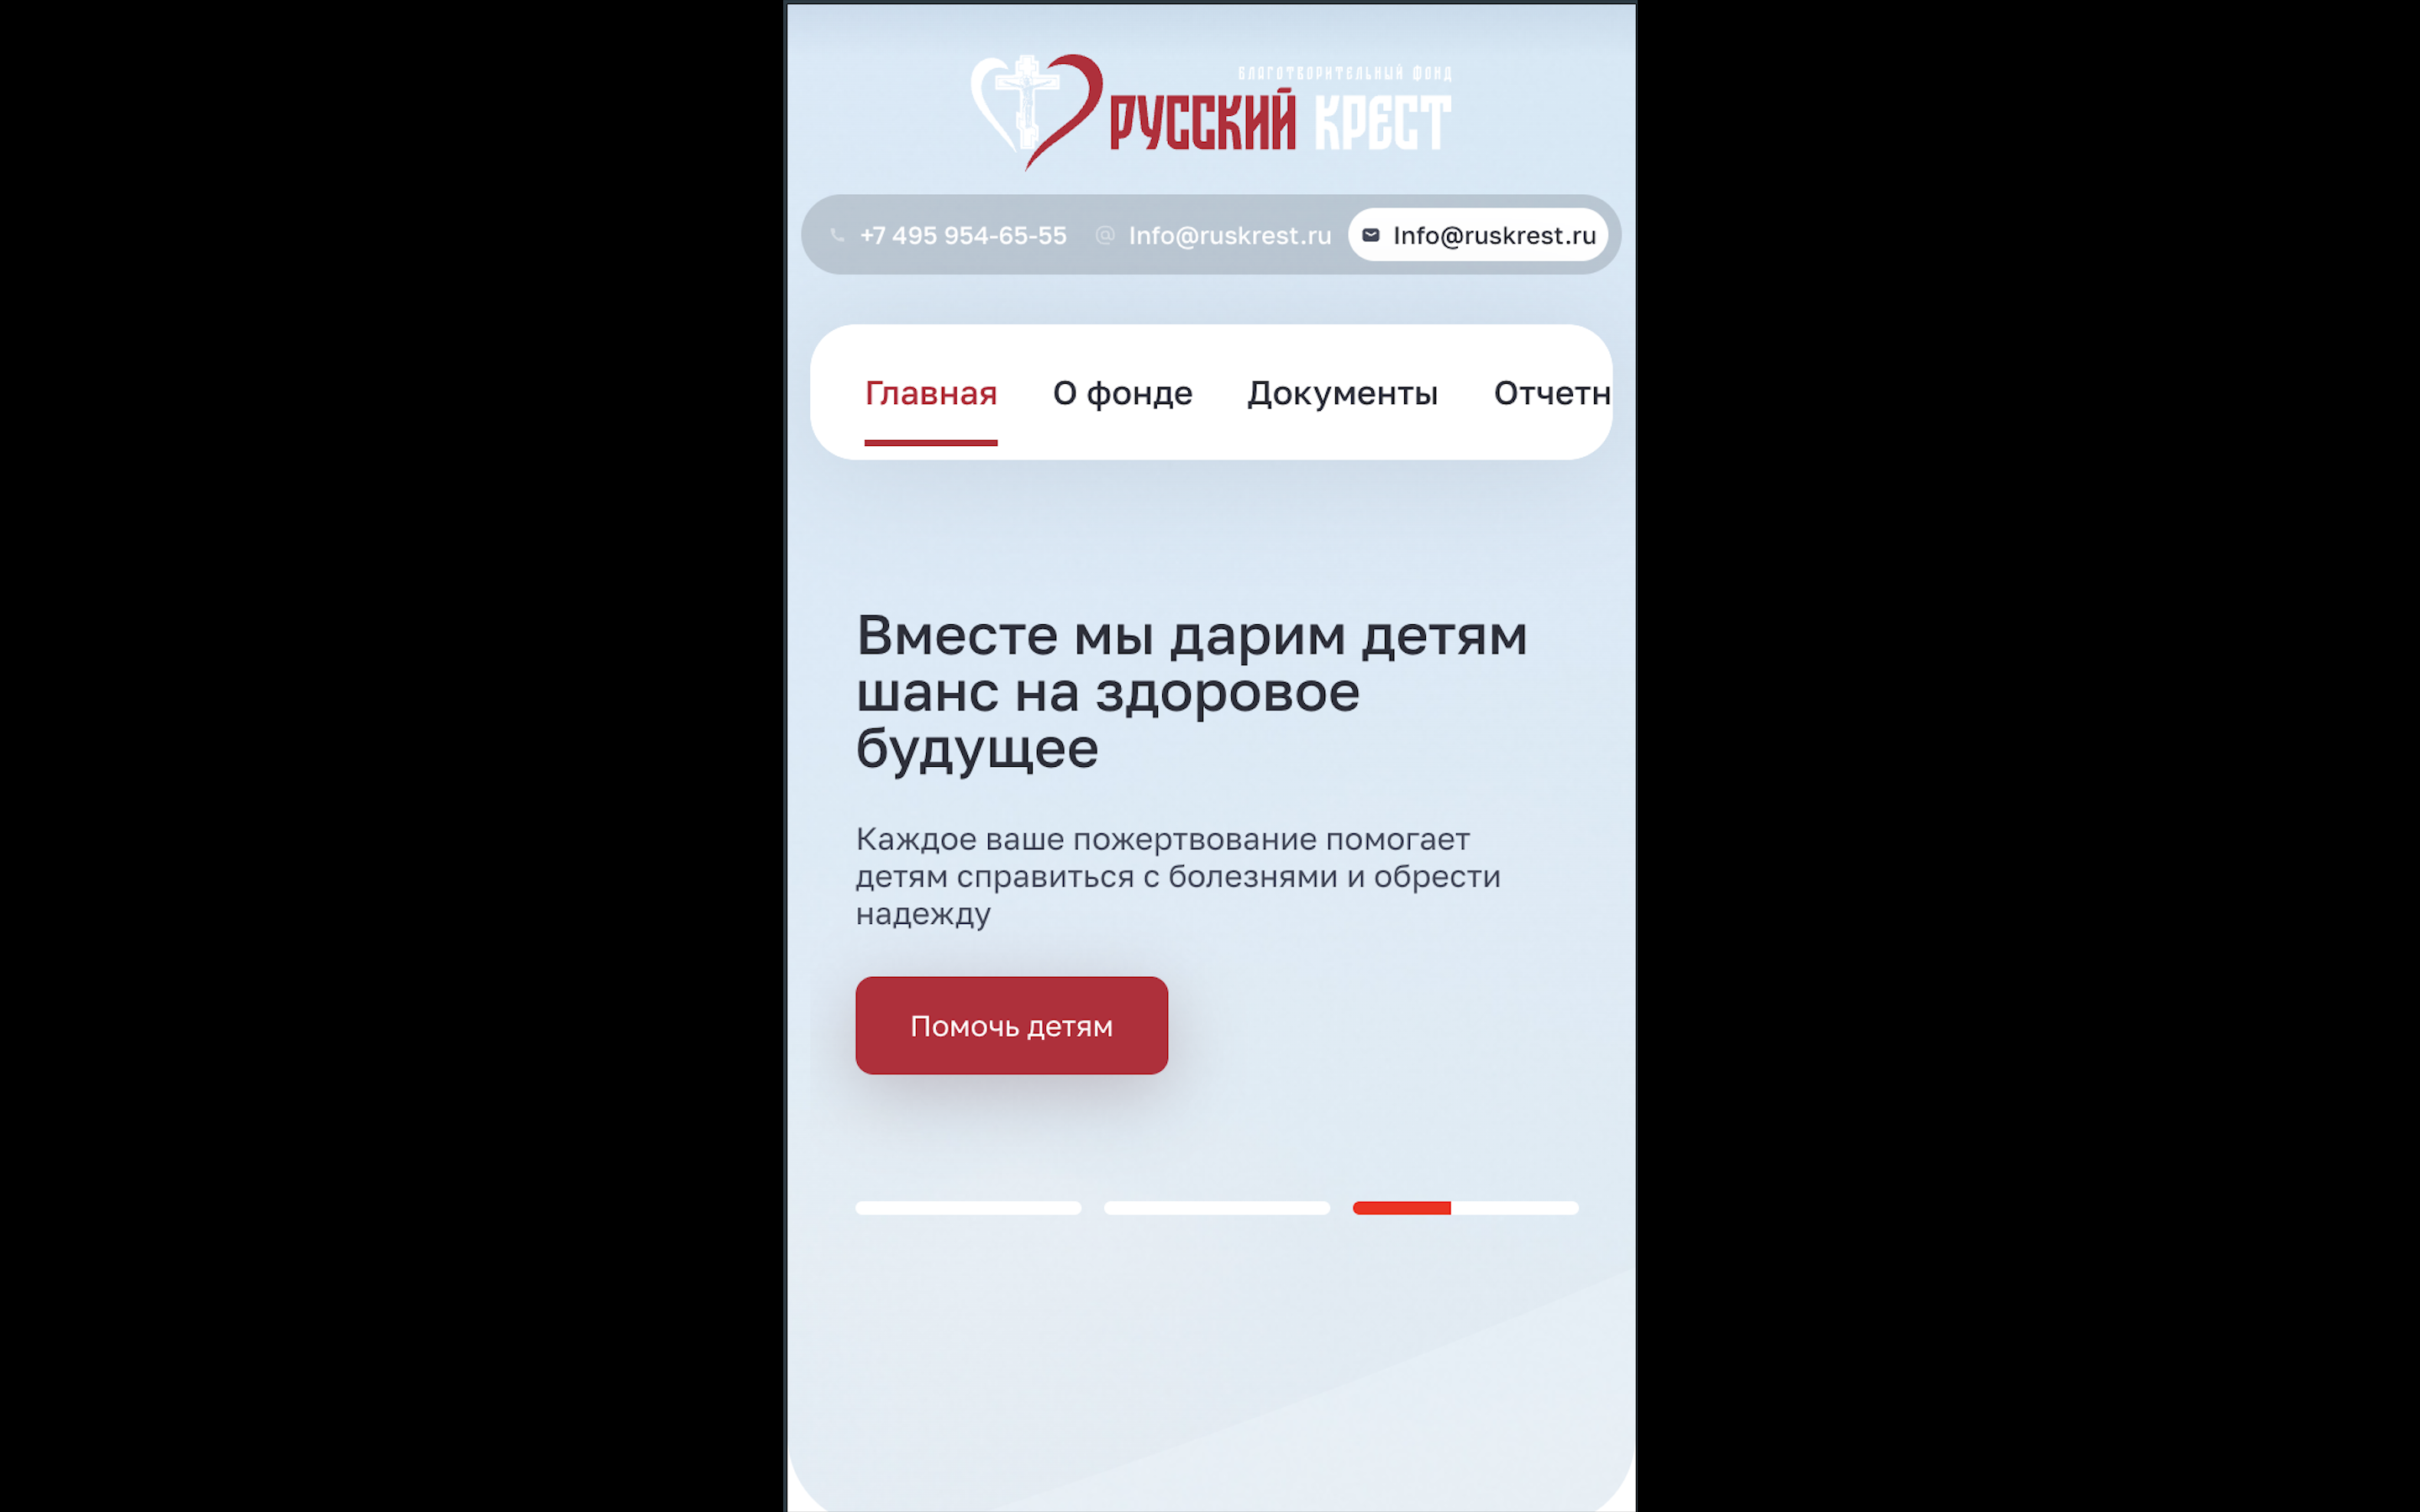 БЛАГОТВОРИТЕЛЬНЫЙ ФОНД
РУССКИЙ КРЕСТ
+7 495 954-65-55 Info@ruskrest.ru Info@ruskrest.ru
Главная О фонде Документы Отчетн
Вместе мы дарим детям
шанс на здоровое
будущее
Каждое ваше пожертвование помогает
детям справиться с болезнями и обрести
надежду
Помочь детям